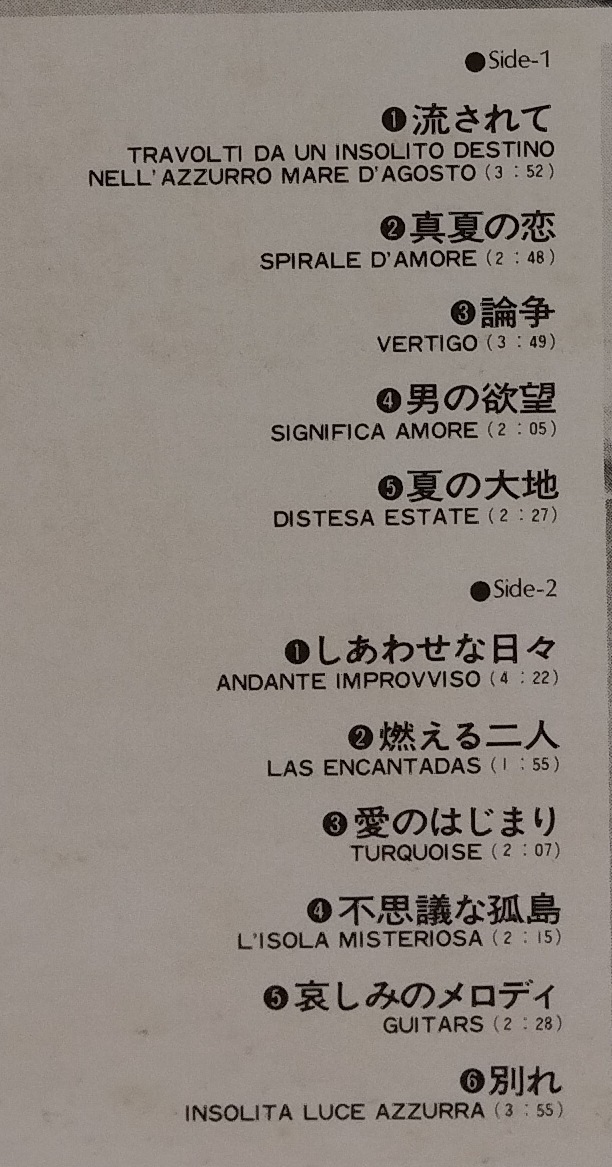 ●Side-1
❶流されて
TRAVOLTI DA UN INSOLITO DESTINO
NELL'AZZURRO MARE D'AGOSTO (3:52)
❷真夏の恋
SPIRALE D'AMORE (2:48)
❸論争
VERTIGO (3:49)
❹男の欲望
SIGNIFICA AMORE (2:05)
❺夏の大地
DISTESA ESTATE (2:27)
●Side-2
❶しあわせな日々
ANDANTE IMPROVVISO (4:22)
❷燃える二人
LAS ENCANTADAS (1:55)
❸愛のはじまり
TURQUOISE (2:07)
❹不思議な孤島
L'ISOLA MISTERIOSA (2:15)
❺哀しみのメロディ
GUITARS (2:28)
❻別れ
INSOLITA LUCE AZZURRA (3:55)